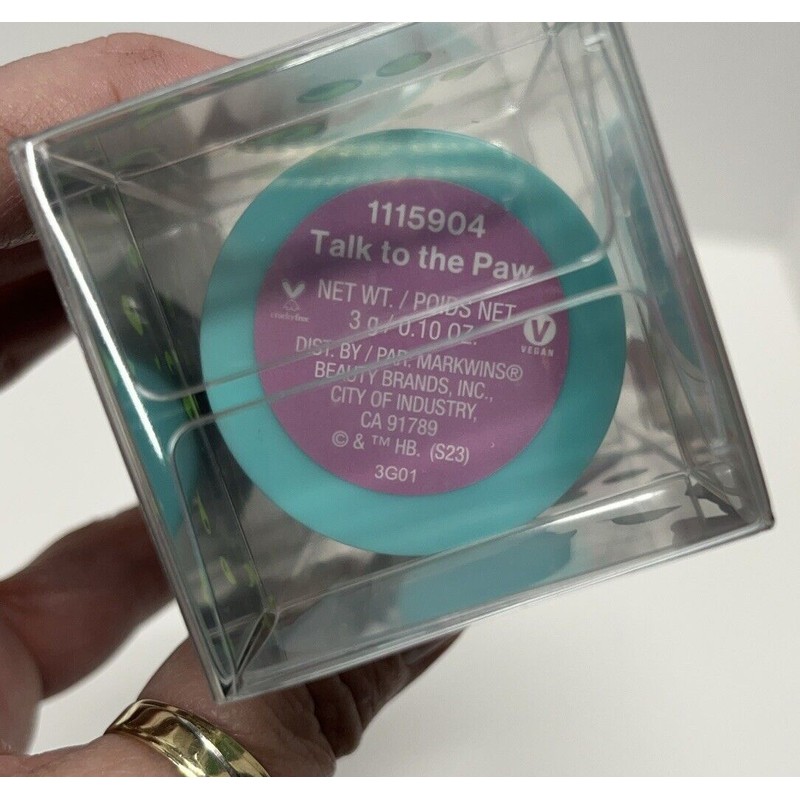 1115904
Talk to the Paw
NET WT. / POIDS NET
3 g / 0.10 OZ.
crueltyfree
VEGAN
DIST. BY / PAR. MARKWINS®
BEAUTY BRANDS, INC.,
CITY OF INDUSTRY,
CA 91789
© & ™ HB. (S23)
3G01